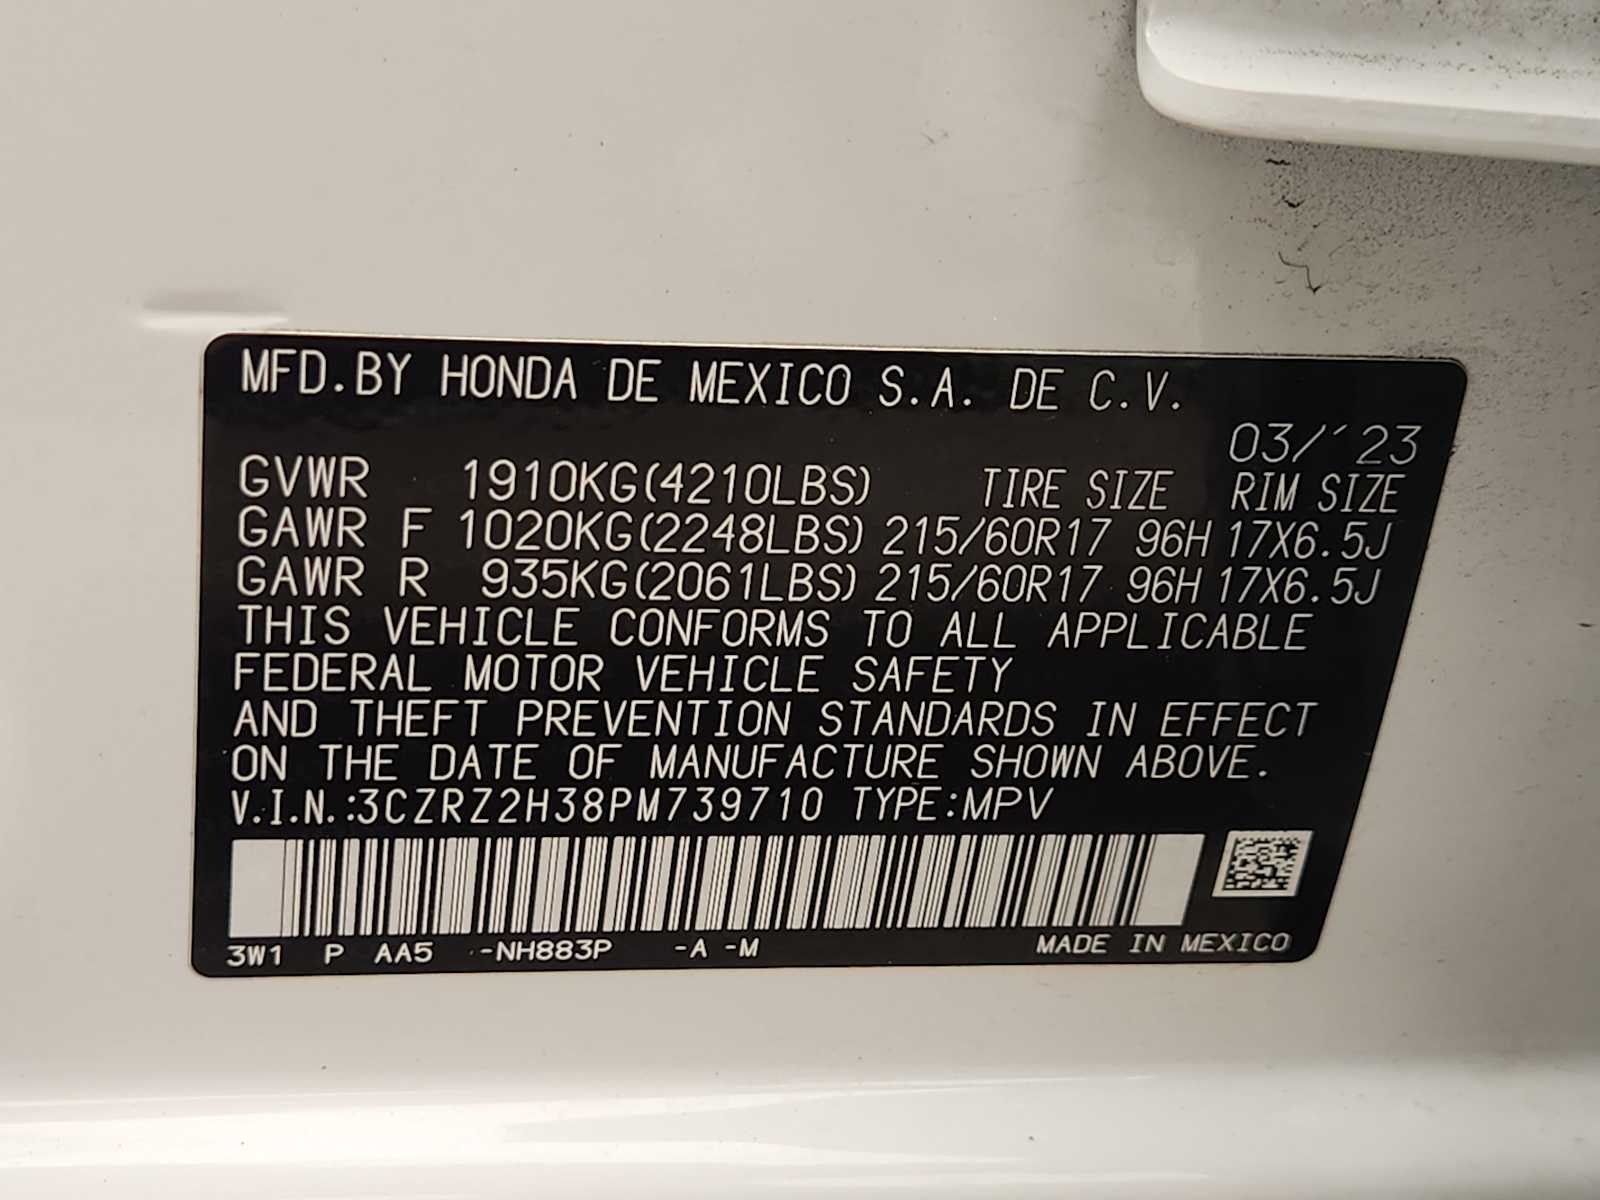 MFD.BY HONDA DE MEXICO S.A. DE C.V.
03/'23
GVWR 1910KG(4210LBS) TIRE SIZE RIM SIZE
GAWR F 1020KG(2248LBS) 215/60R17 96H 17X6.5J
GAWR R 935KG(2061LBS) 215/60R17 96H 17X6.5J
THIS VEHICLE CONFORMS TO ALL APPLICABLE
FEDERAL MOTOR VEHICLE SAFETY
AND THEFT PREVENTION STANDARDS IN EFFECT
ON THE DATE OF MANUFACTURE SHOWN ABOVE.
V.I.N.:3CZRZ2H38PM739710 TYPE:MPV
3W1 P AA5 -NH883P -A -M MADE IN MEXICO